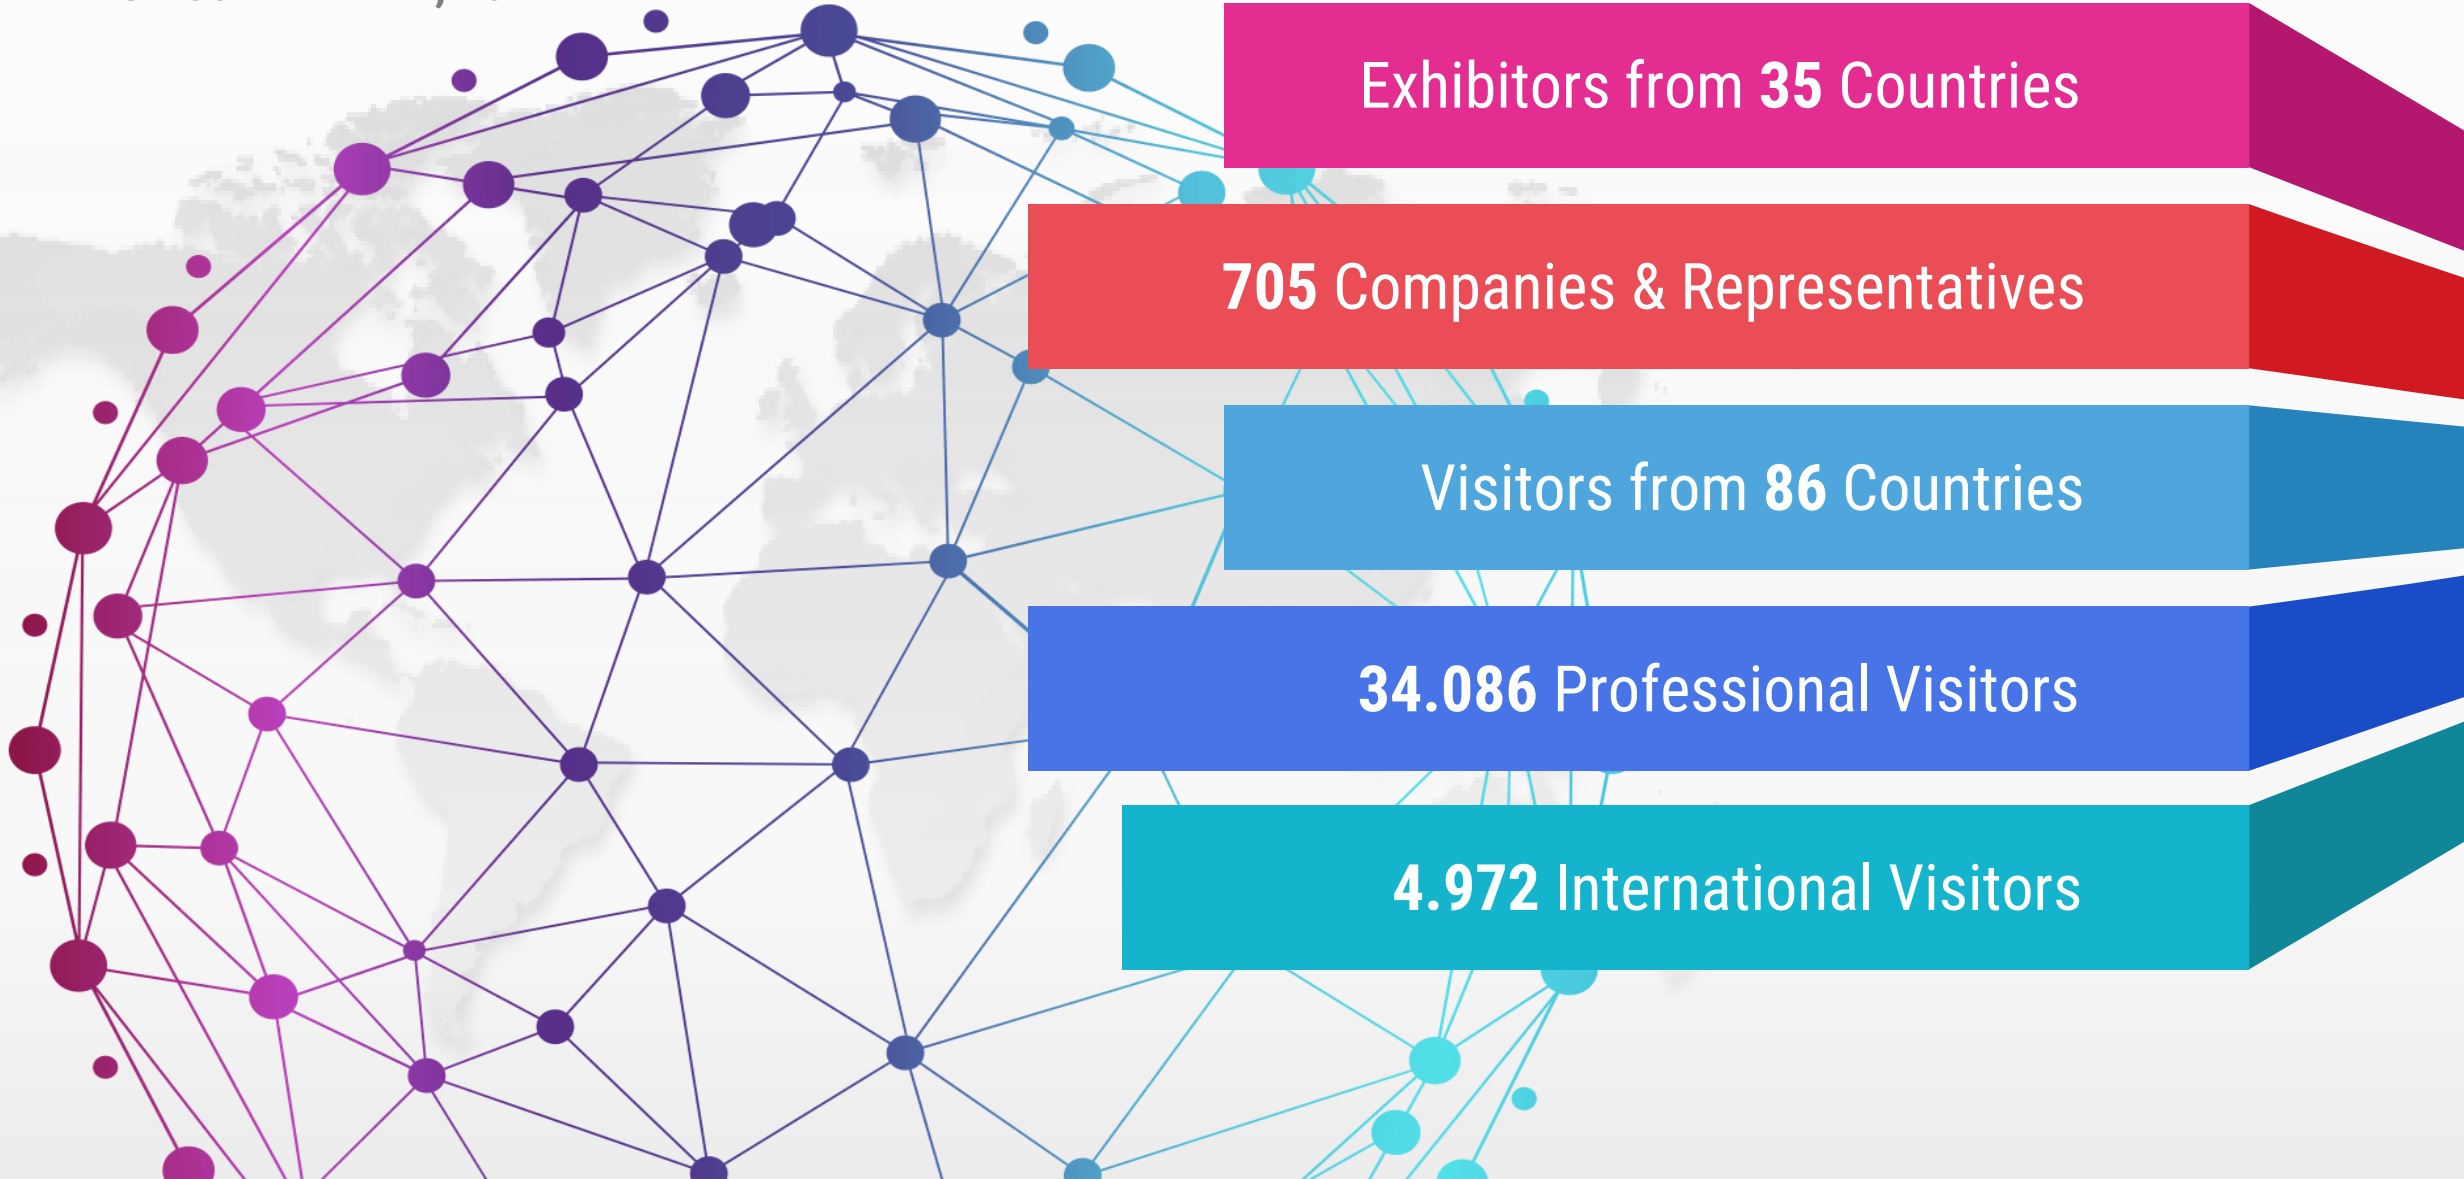 Exhibitors from 35 Countries
705 Companies & Representatives
Visitors from 86 Countries
34.086 Professional Visitors
4.972 International Visitors